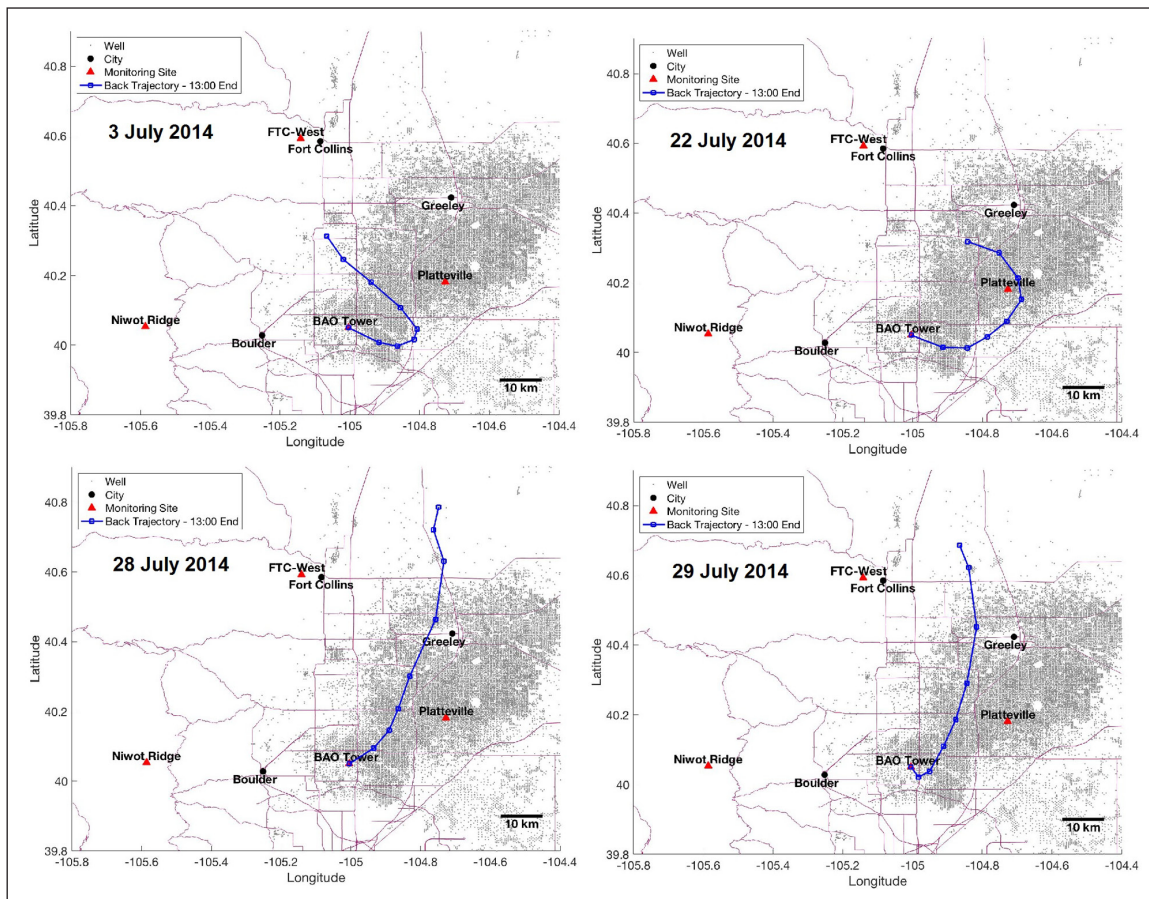 Well
City
Monitoring Site
Back Trajectory - 13:00 End
3 July 2014
FTC-West
Fort Collins
Greeley
Platteville
BAO Tower
Niwot Ridge
Boulder
10 km
40.8
40.6
40.4
40.2
40
39.8
Latitude
-105.8 -105.6 -105.4 -105.2 -105 -104.8 -104.6 -104.4
Longitude
Well
City
Monitoring Site
Back Trajectory - 13:00 End
22 July 2014
FTC-West
Fort Collins
Greeley
Platteville
BAO Tower
Niwot Ridge
Boulder
10 km
40.8
40.6
40.4
40.2
40
39.8
Latitude
-105.8 -105.6 -105.4 -105.2 -105 -104.8 -104.6 -104.4
Longitude
Well
City
Monitoring Site
Back Trajectory - 13:00 End
28 July 2014
FTC-West
Fort Collins
Greeley
Platteville
BAO Tower
Niwot Ridge
Boulder
10 km
40.8
40.6
40.4
40.2
40
39.8
Latitude
-105.8 -105.6 -105.4 -105.2 -105 -104.8 -104.6 -104.4
Longitude
Well
City
Monitoring Site
Back Trajectory - 13:00 End
29 July 2014
FTC-West
Fort Collins
Greeley
Platteville
BAO Tower
Niwot Ridge
Boulder
10 km
40.8
40.6
40.4
40.2
40
39.8
Latitude
-105.8 -105.6 -105.4 -105.2 -105 -104.8 -104.6 -104.4
Longitude